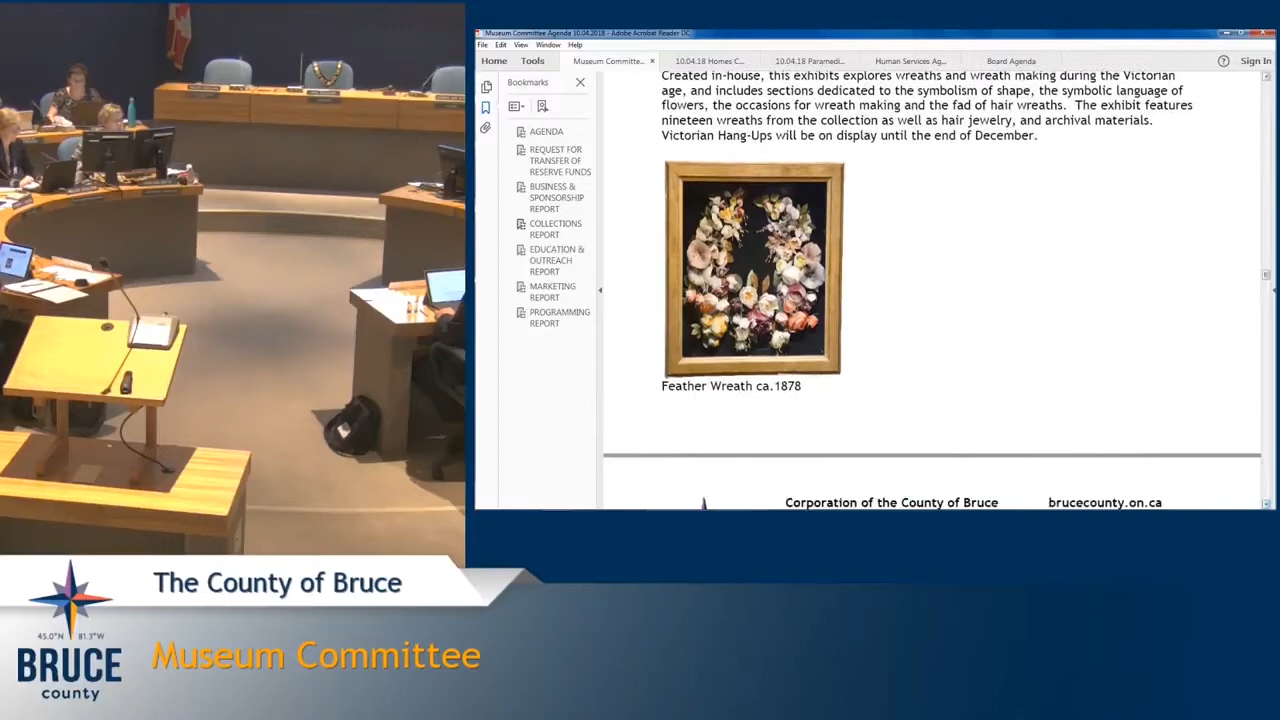 Museum Committee Agenda 10.04.2018 - Adobe Acrobat Reader DC
File Edit View Window Help
Home Tools Museum Committe... × 10.04.18 Homes C... 10.04.18 Paramedi... Human Services Ag... Board Agenda Sign In
Bookmarks
AGENDA
REQUEST FOR
TRANSFER OF
RESERVE FUNDS
BUSINESS &
SPONSORSHIP
REPORT
COLLECTIONS
REPORT
EDUCATION &
OUTREACH
REPORT
MARKETING
REPORT
PROGRAMMING
REPORT
Created in-house, this exhibits explores wreaths and wreath making during the Victorian
age, and includes sections dedicated to the symbolism of shape, the symbolic language of
flowers, the occasions for wreath making and the fad of hair wreaths. The exhibit features
nineteen wreaths from the collection as well as hair jewelry, and archival materials.
Victorian Hang-Ups will be on display until the end of December.
Feather Wreath ca.1878
Corporation of the County of Bruce brucecounty.on.ca
The County of Bruce
Museum Committee
45.0°N 81.3°W
BRUCE
county